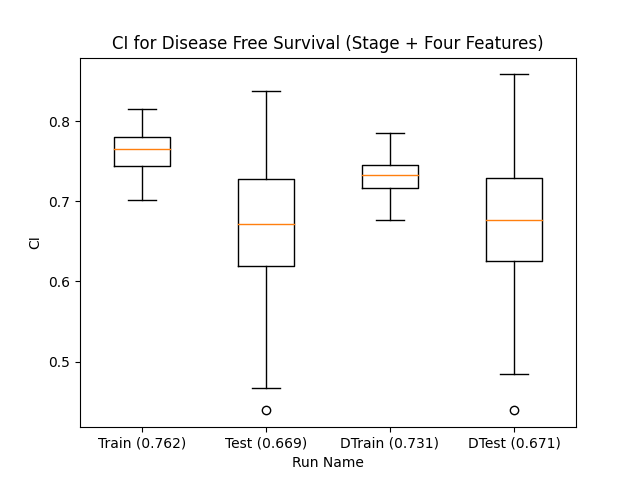 CI for Disease Free Survival (Stage + Four Features)
0.8
0.7
0.6
0.5
CI
Train (0.762)
Test (0.669)
DTrain (0.731)
DTest (0.671)
Run Name